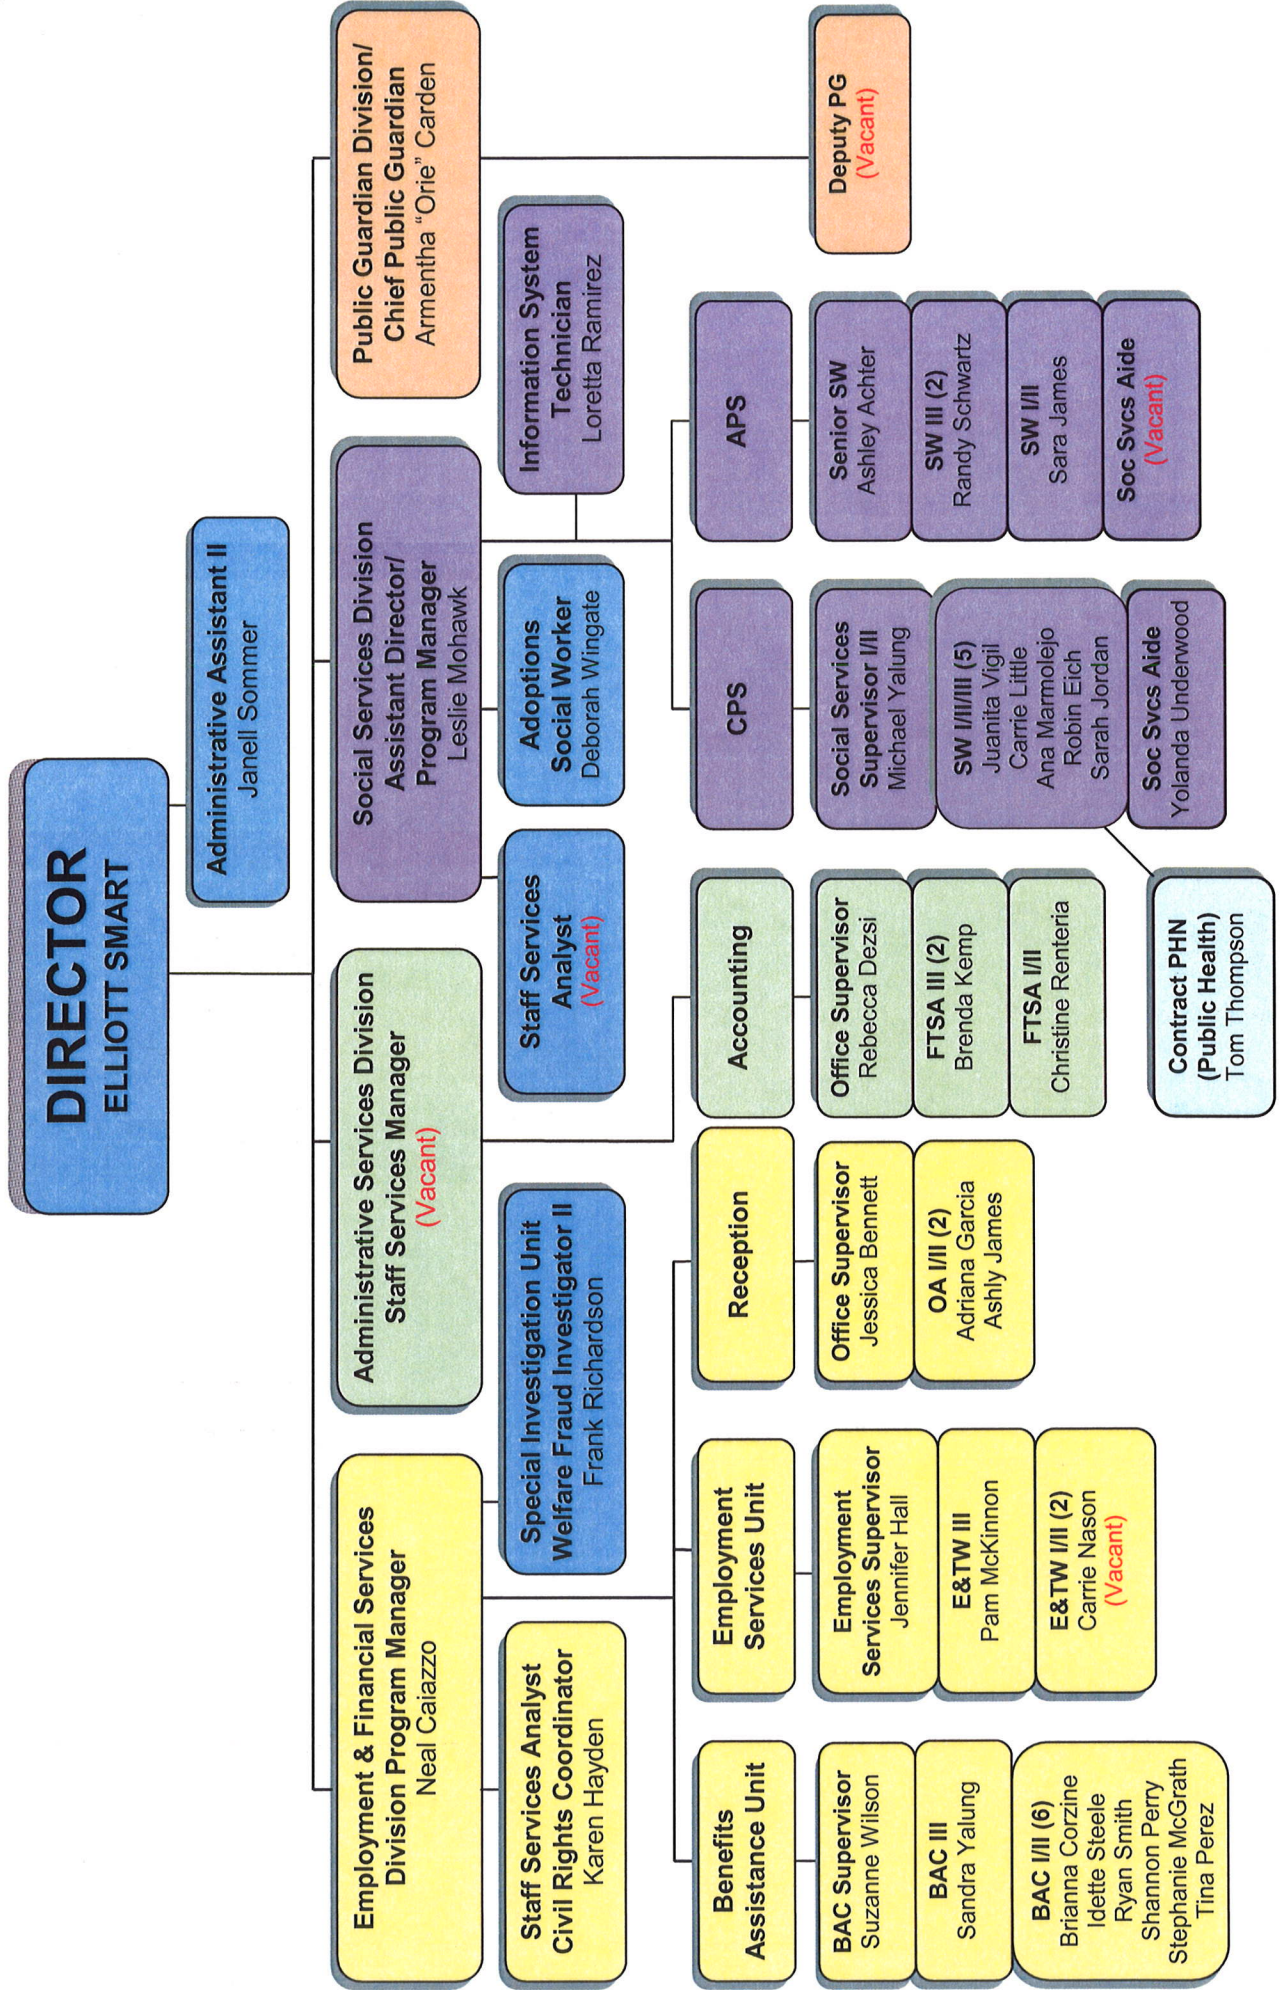 DIRECTOR
ELLIOTT SMART
Administrative Assistant II
Janell Sommer
Employment & Financial Services
Division Program Manager
Neal Caiazzo
Administrative Services Division
Staff Services Manager
(Vacant)
Social Services Division
Assistant Director/
Program Manager
Leslie Mohawk
Public Guardian Division/
Chief Public Guardian
Armentha “Orie” Carden
Staff Services Analyst
Civil Rights Coordinator
Karen Hayden
Special Investigation Unit
Welfare Fraud Investigator II
Frank Richardson
Staff Services
Analyst
(Vacant)
Adoptions
Social Worker
Deborah Wingate
Information System
Technician
Loretta Ramirez
Benefits
Assistance Unit
BAC Supervisor
Suzanne Wilson
BAC III
Sandra Yalung
BAC I/II (6)
Brianna Corzine
Idette Steele
Ryan Smith
Shannon Perry
Stephanie McGrath
Tina Perez
Employment
Services Unit
Employment
Services Supervisor
Jennifer Hall
E&TW III
Pam McKinnon
E&TW I/II (2)
Carrie Nason
(Vacant)
Reception
Office Supervisor
Jessica Bennett
OA I/II (2)
Adriana Garcia
Ashly James
Accounting
Office Supervisor
Rebecca Dezsi
FTSA III (2)
Brenda Kemp
FTSA I/II
Christine Renteria
CPS
Social Services
Supervisor I/II
Michael Yalung
SW I/II/III (5)
Juanita Vigil
Carrie Little
Ana Marmolejo
Robin Eich
Sarah Jordan
Soc Svcs Aide
Yolanda Underwood
Contract PHN
(Public Health)
Tom Thompson
APS
Senior SW
Ashley Achter
SW III (2)
Randy Schwartz
SW I/II
Sara James
Soc Svcs Aide
(Vacant)
Deputy PG
(Vacant)